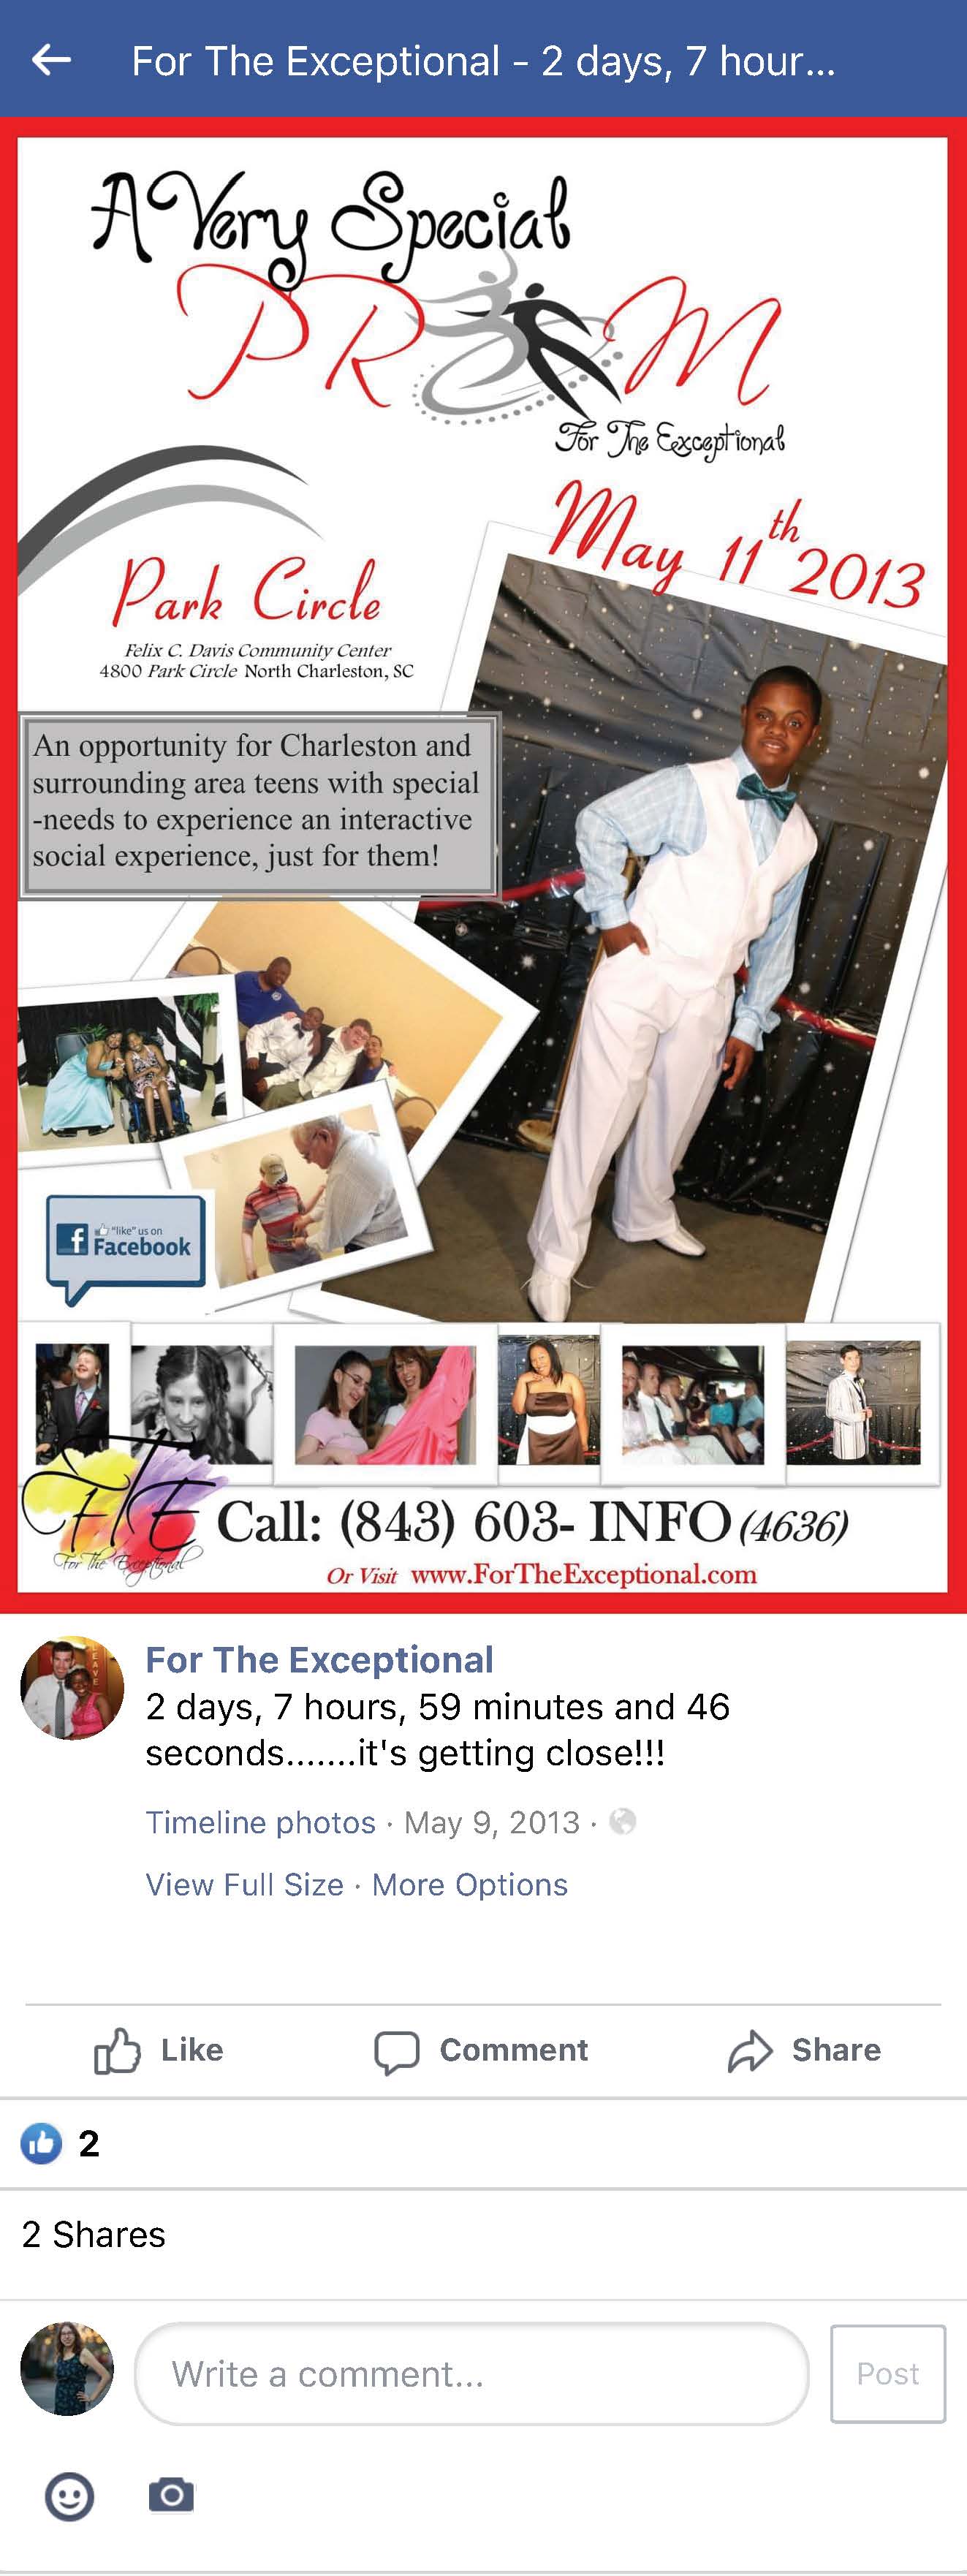 For The Exceptional - 2 days, 7 hour...
A Very Special
PROM
For The Exceptional
May 11th 2013
Park Circle
Felix C. Davis Community Center
4800 Park Circle North Charleston, SC
An opportunity for Charleston and
surrounding area teens with special
-needs to experience an interactive
social experience, just for them!
"like" us on
Facebook
FTE
For The Exceptional
Call: (843) 603- INFO (4636)
Or Visit www.ForTheExceptional.com
LEAVE
For The Exceptional
2 days, 7 hours, 59 minutes and 46
seconds.......it's getting close!!!
Timeline photos · May 9, 2013 ·
View Full Size · More Options
Like Comment Share
2
2 Shares
Write a comment... Post